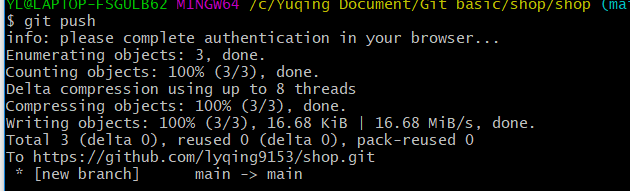 YL@LAPTOP-FSGULB62 MINGW64 /c/Yuqing Document/Git basic/shop/shop (mai
$ git push
info: please complete authentication in your browser...
Enumerating objects: 3, done.
Counting objects: 100% (3/3), done.
Delta compression using up to 8 threads
Compressing objects: 100% (3/3), done.
Writing objects: 100% (3/3), 16.68 KiB | 16.68 MiB/s, done.
Total 3 (delta 0), reused 0 (delta 0), pack-reused 0
To https://github.com/lyqing9153/shop.git
 * [new branch]      main -> main